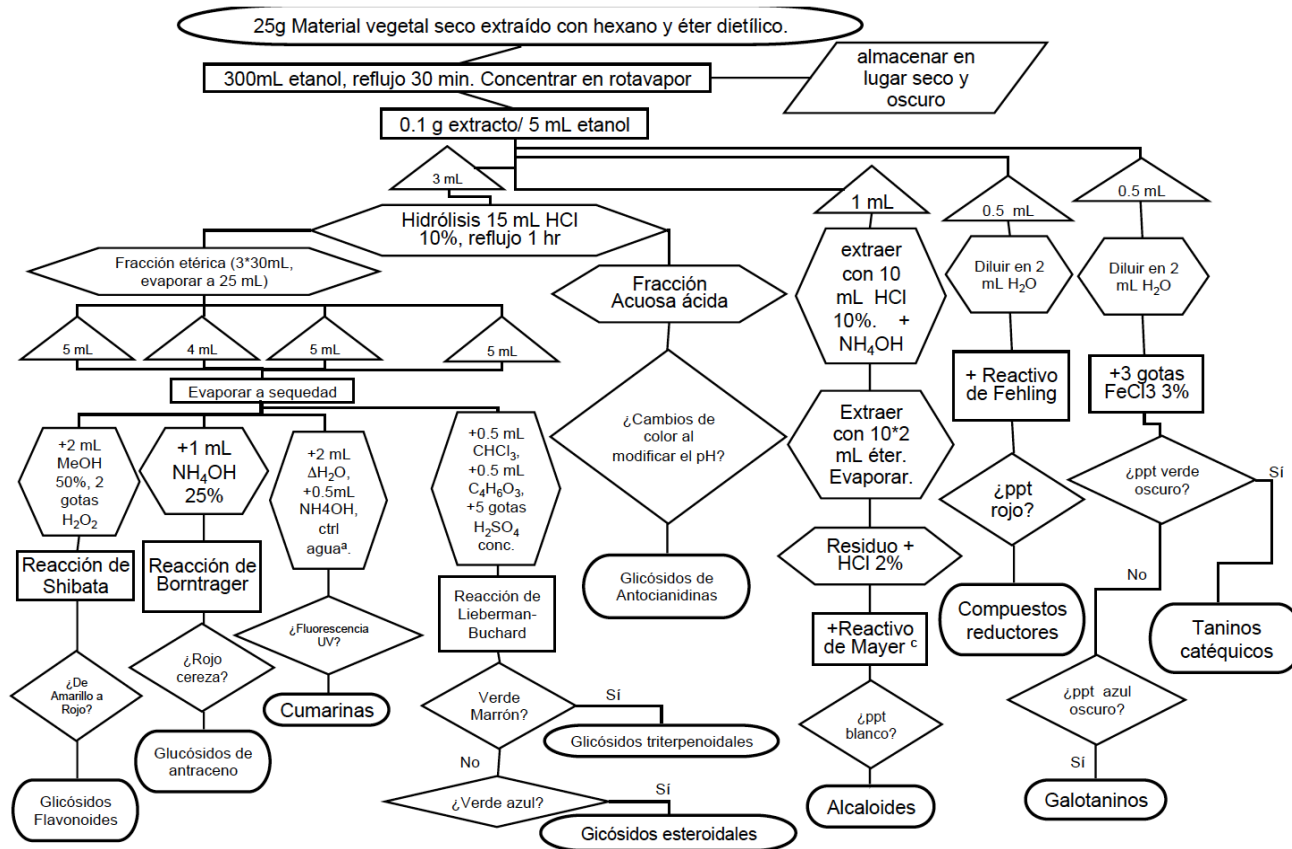 25g Material vegetal seco extraído con hexano y éter dietílico.
300mL etanol, reflujo 30 min. Concentrar en rotavapor
almacenar en
lugar seco y
oscuro
0.1 g extracto/ 5 mL etanol
3 mL
1 mL
0.5 mL
0.5 mL
Hidrólisis 15 mL HCl
10%, reflujo 1 hr
Fracción etérica (3*30mL,
evaporar a 25 mL)
Fracción
Acuosa ácida
extraer
con 10
mL HCl
10%. +
NH₄OH
Diluir en 2
mL H₂O
Diluir en 2
mL H₂O
5 mL
4 mL
5 mL
5 mL
Evaporar a sequedad
+ Reactivo
de Fehling
+3 gotas
FeCl3 3%
+2 mL
MeOH
50%, 2
gotas
H₂O₂
+1 mL
NH₄OH
25%
+2 mL
ΔH₂O,
+0.5mL
NH4OH,
ctrl
aguaª.
+0.5 mL
CHCl₃,
+0.5 mL
C₄H₆O₃,
+5 gotas
H₂SO₄
conc.
¿Cambios de
color al
modificar el pH?
Extraer
con 10*2
mL éter.
Evaporar.
¿ppt
rojo?
¿ppt verde
oscuro?
Sí
No
Reacción de
Shibata
Reacción de
Borntrager
Reacción de
Lieberman-
Buchard
Glicósidos de
Antocianidinas
Residuo +
HCl 2%
Compuestos
reductores
Taninos
catéquicos
¿De
Amarillo a
Rojo?
¿Rojo
cereza?
¿Fluorescencia
UV?
Cumarinas
Verde
Marrón?
Sí
Glicósidos triterpenoidales
+Reactivo
de Mayer ᶜ
¿ppt azul
oscuro?
Sí
Glicósidos
Flavonoides
Glucósidos de
antraceno
No
¿Verde azul?
Sí
Gicósidos esteroidales
¿ppt
blanco?
Alcaloides
Galotaninos